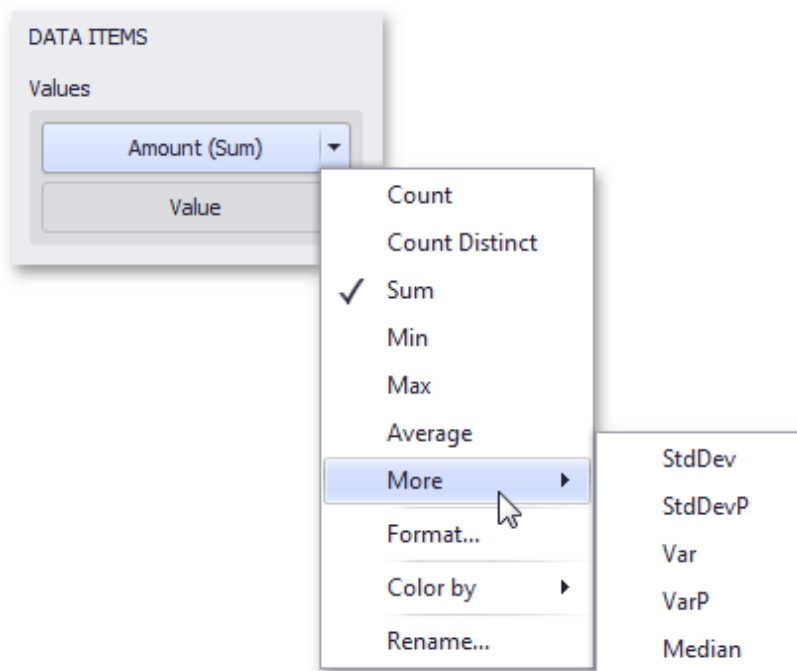 DATA ITEMS
Values
Amount (Sum)
Value
Count
Count Distinct
Sum
Min
Max
Average
More
Format...
Color by
Rename...
StdDev
StdDevP
Var
VarP
Median